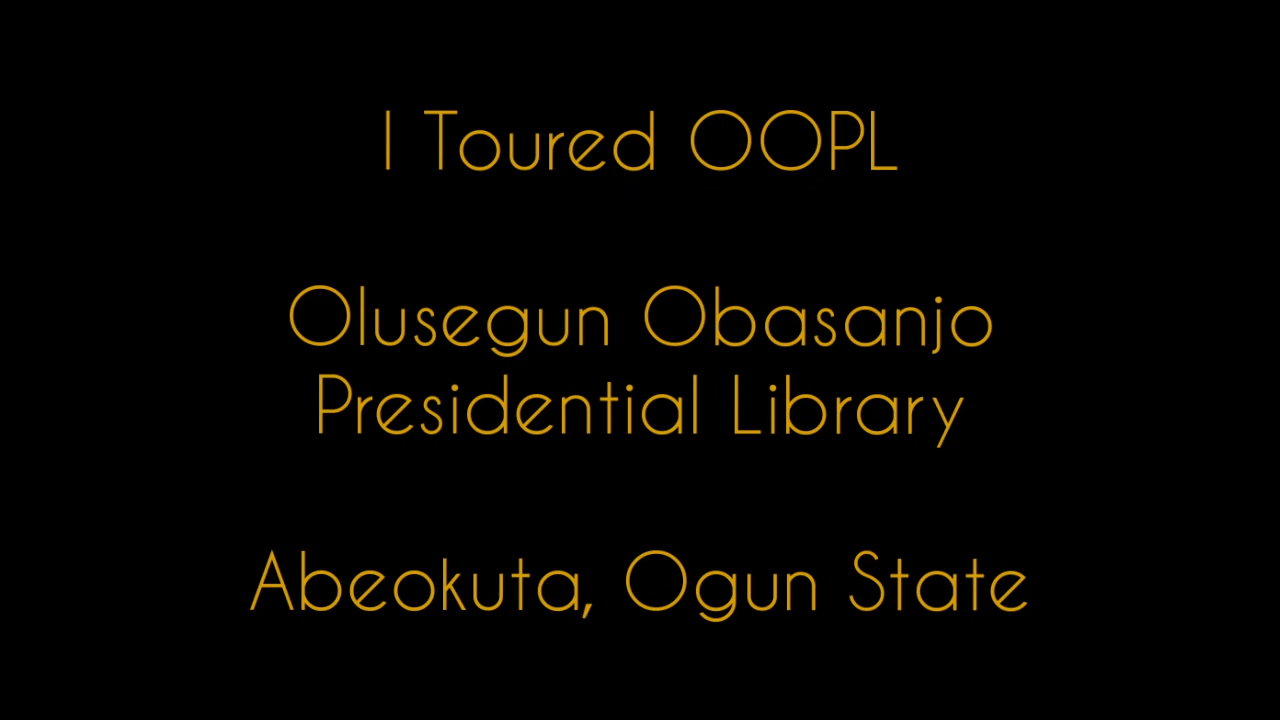 I Toured OOPL
Olusegun Obasanjo
Presidential Library
Abeokuta, Ogun State